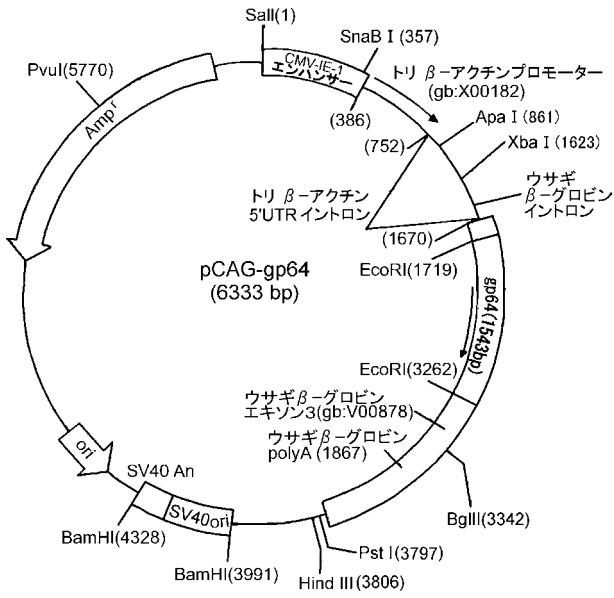 SalI(1)
SnaB I (357)
CMV-IE-1
エンハンサー
(386)
トリ β-アクチンプロモーター
(gb:X00182)
Apa I (861)
(752)
Xba I (1623)
ウサギ
β-グロビン
イントロン
トリ β-アクチン
5'UTR イントロン
(1670)
EcoRI(1719)
gp64(1543bp)
EcoRI(3262)
ウサギβ-グロビン
エキソン3(gb:V00878)
ウサギβ-グロビン
polyA (1867)
BglII(3342)
Pst I(3797)
Hind III(3806)
BamHI(3991)
SV40ori
SV40 An
BamHI(4328)
ori
Ampʳ
PvuI(5770)
pCAG-gp64
(6333 bp)